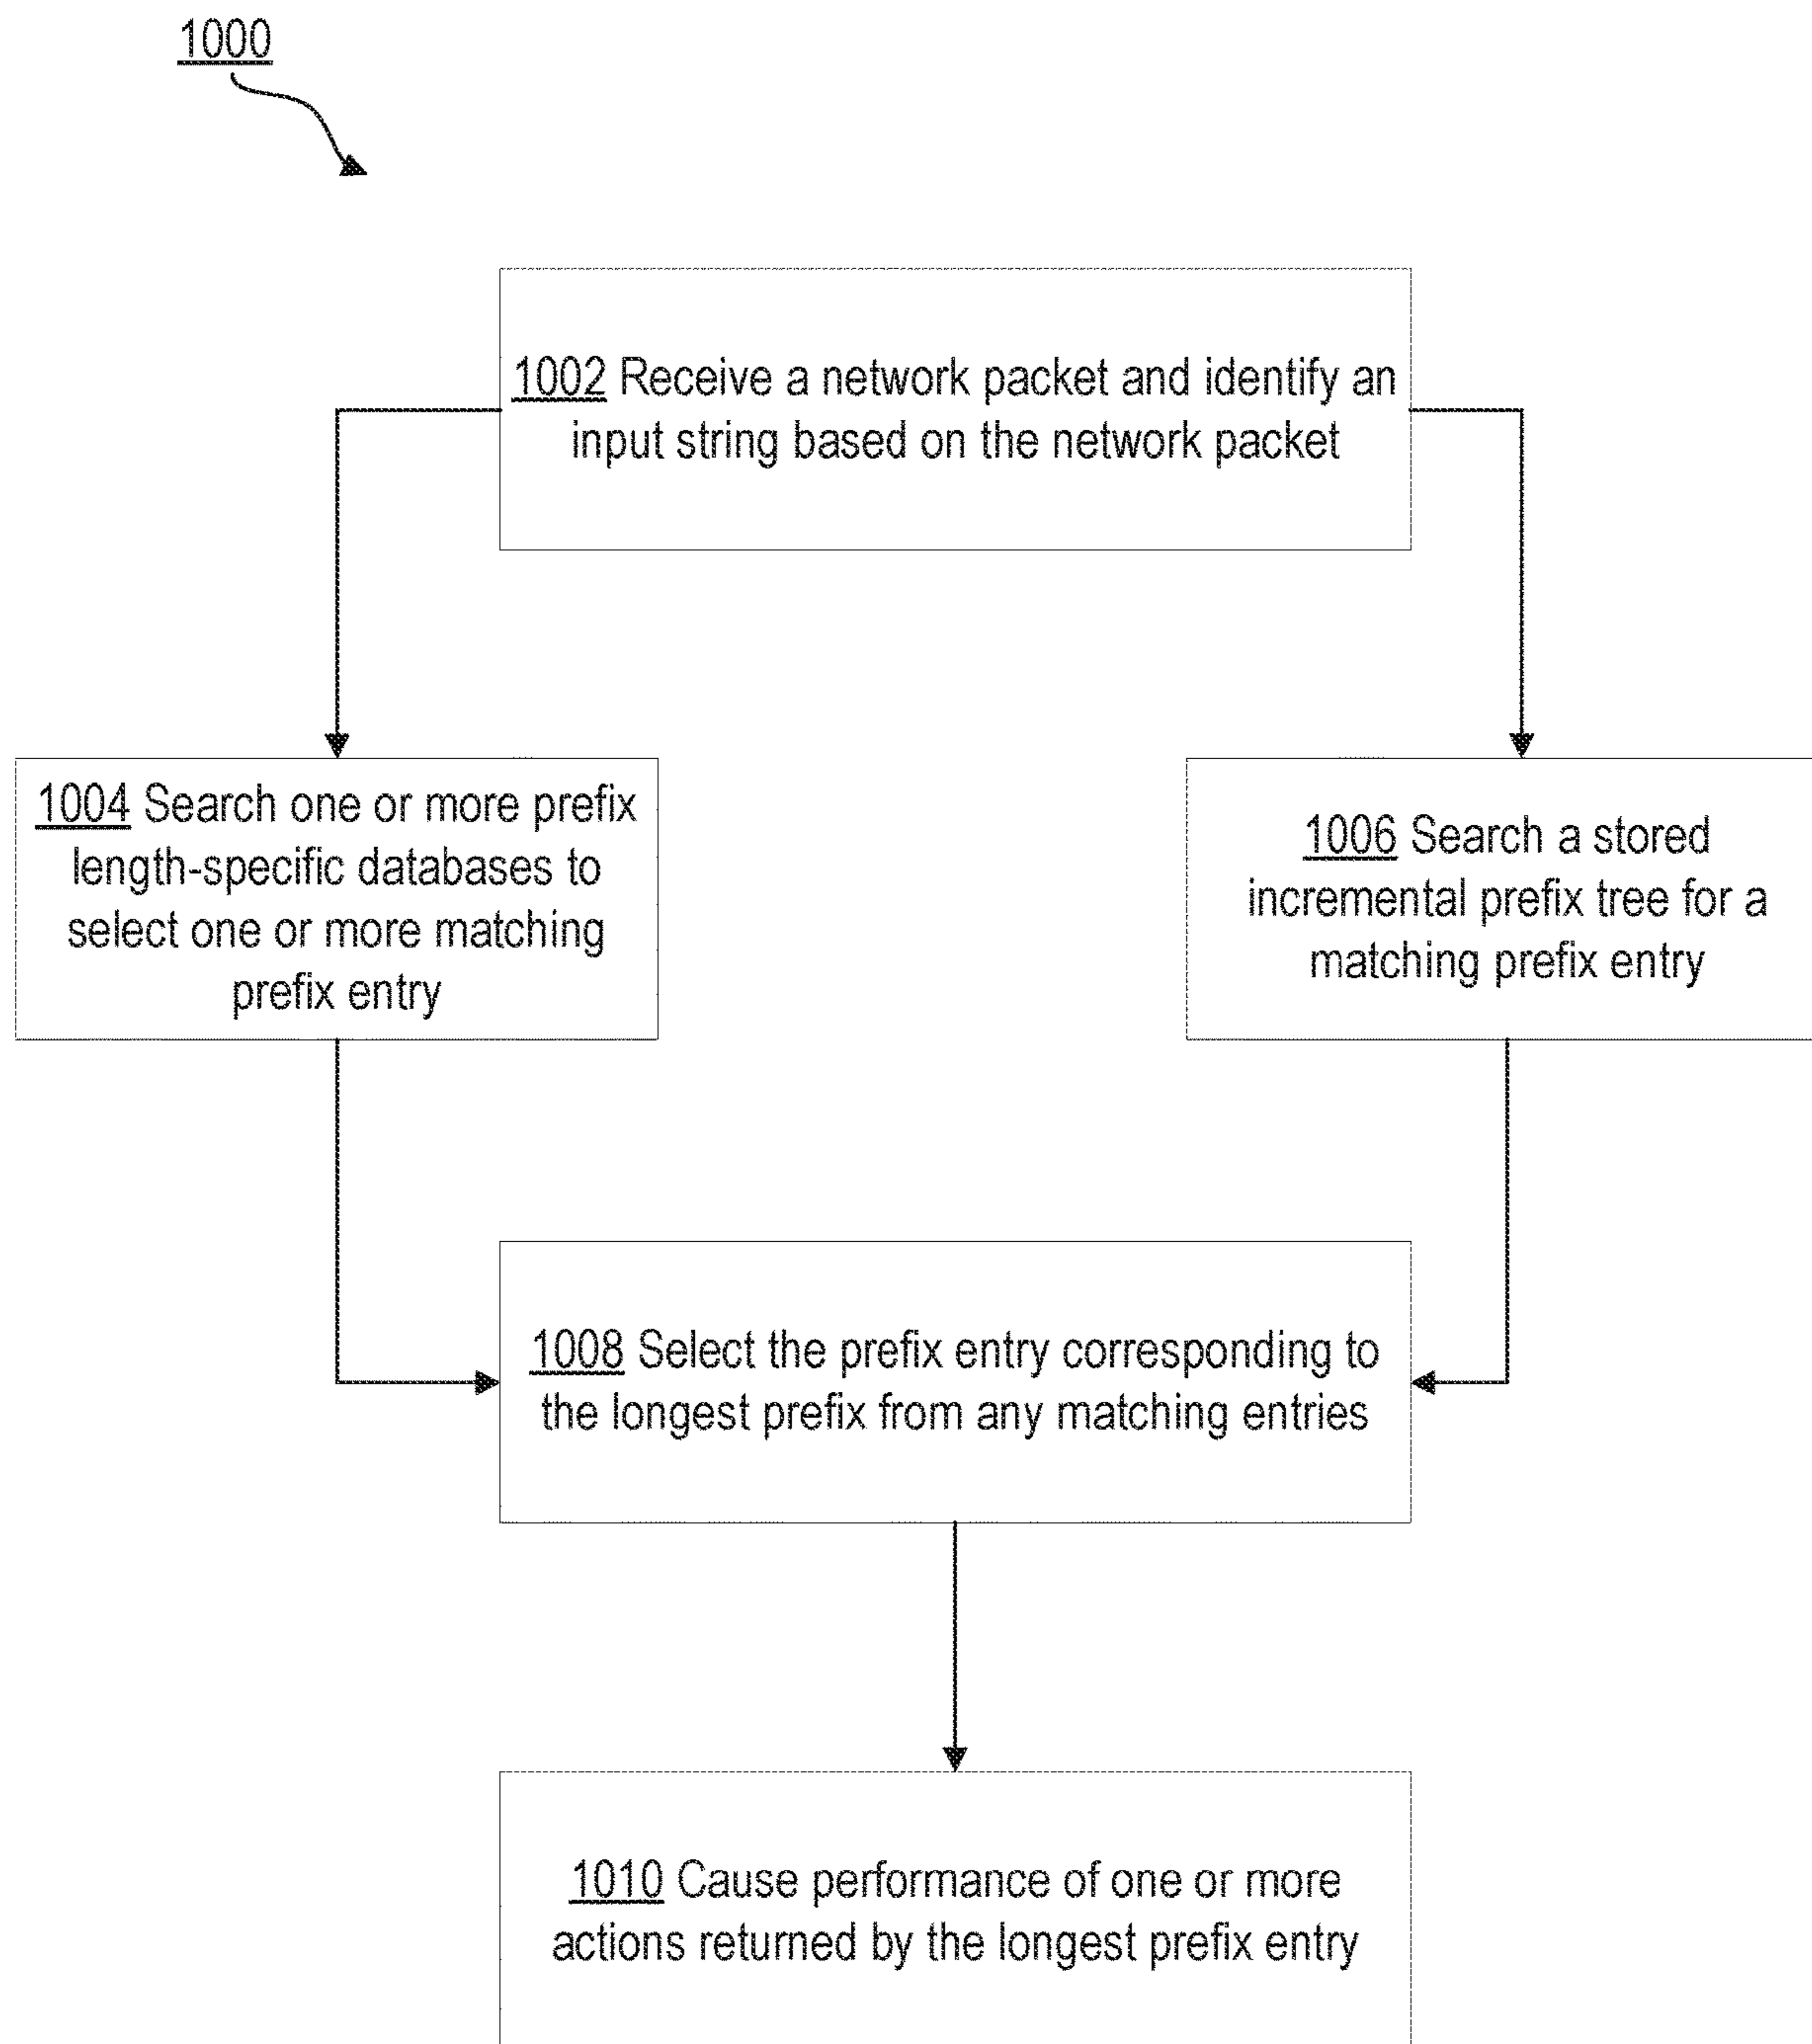 1000
1002 Receive a network packet and identify an
input string based on the network packet
1004 Search one or more prefix
length-specific databases to
select one or more matching
prefix entry
1006 Search a stored
incremental prefix tree for a
matching prefix entry
1008 Select the prefix entry corresponding to
the longest prefix from any matching entries
1010 Cause performance of one or more
actions returned by the longest prefix entry